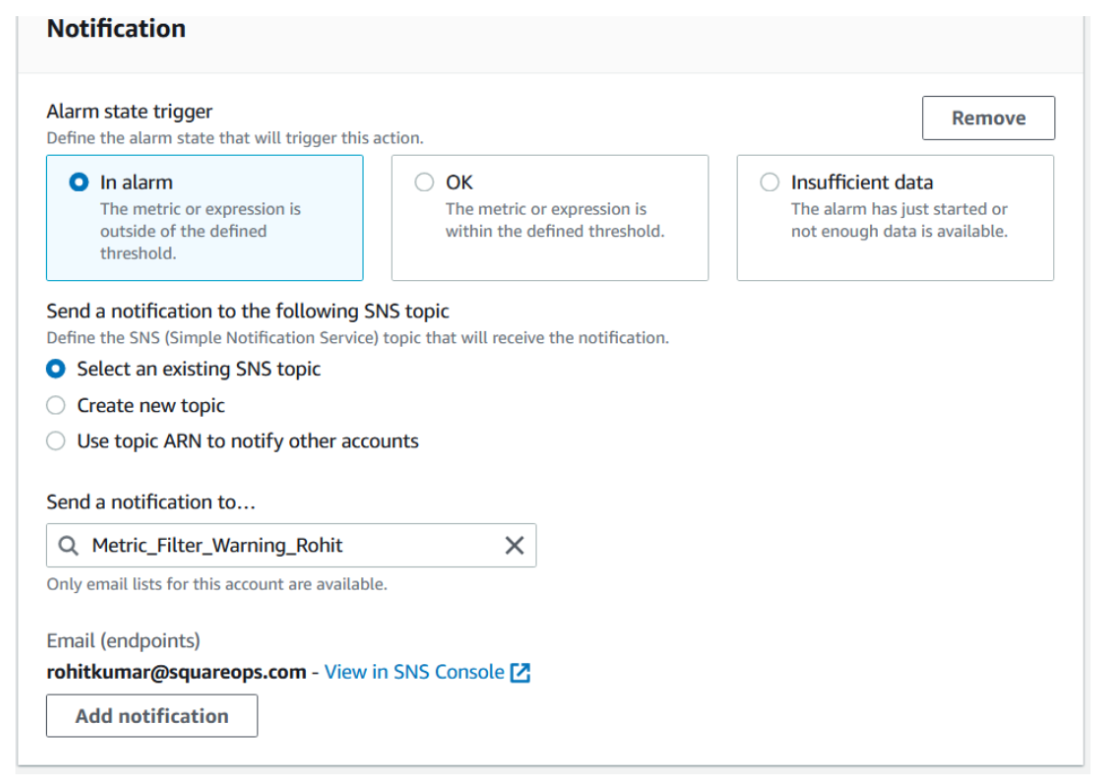 Notification
Alarm state trigger
Define the alarm state that will trigger this action.
Remove
In alarm
The metric or expression is
outside of the defined
threshold.
OK
The metric or expression is
within the defined threshold.
Insufficient data
The alarm has just started or
not enough data is available.
Send a notification to the following SNS topic
Define the SNS (Simple Notification Service) topic that will receive the notification.
Select an existing SNS topic
Create new topic
Use topic ARN to notify other accounts
Send a notification to...
Metric_Filter_Warning_Rohit
Only email lists for this account are available.
Email (endpoints)
rohitkumar@squareops.com - View in SNS Console
Add notification